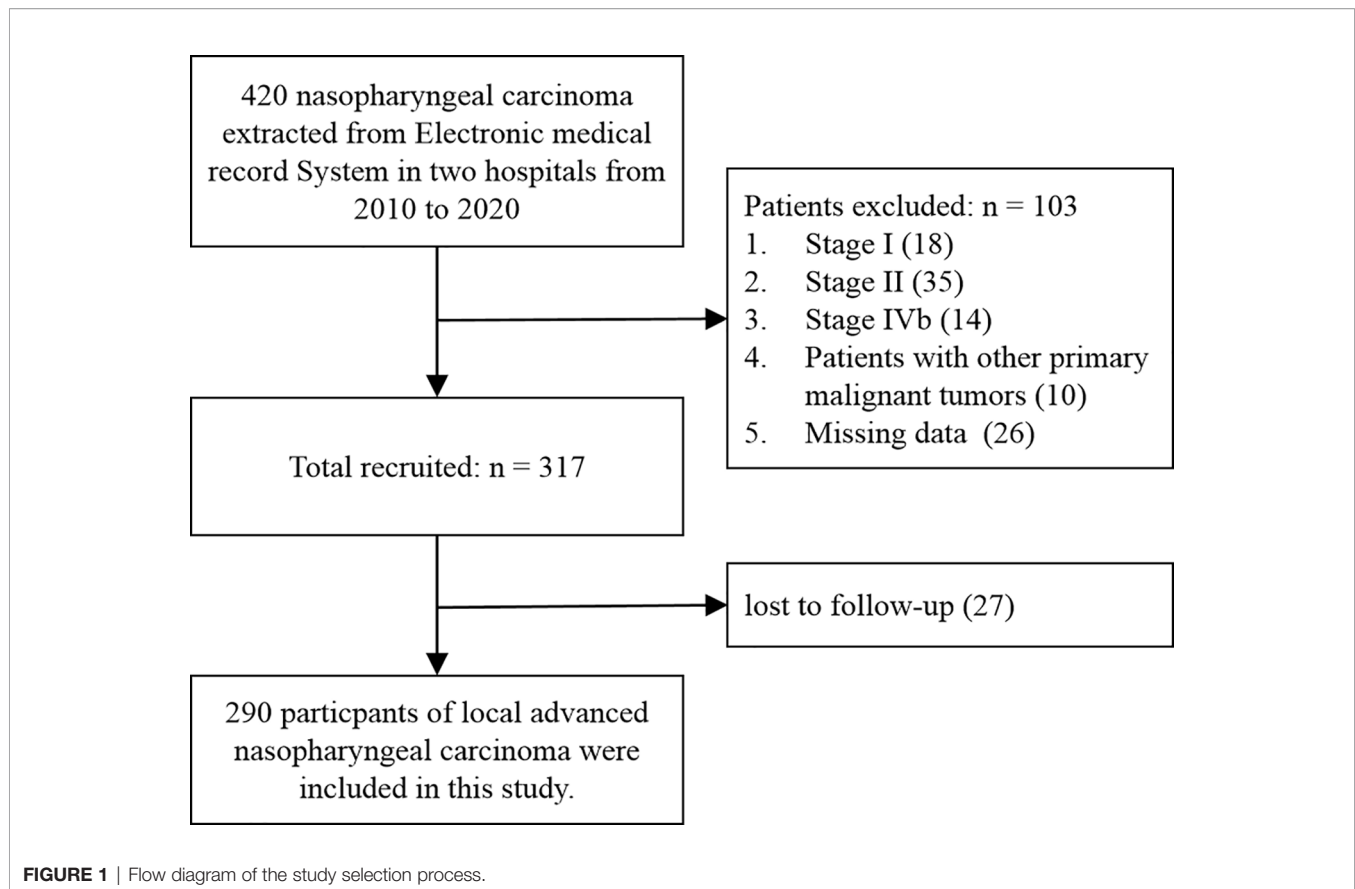 420 nasopharyngeal carcinoma
extracted from Electronic medical
record System in two hospitals from
2010 to 2020
Patients excluded: n = 103
1. Stage I (18)
2. Stage II (35)
3. Stage IVb (14)
4. Patients with other primary
malignant tumors (10)
5. Missing data (26)
Total recruited: n = 317
lost to follow-up (27)
290 particpants of local advanced
nasopharyngeal carcinoma were
included in this study.
FIGURE 1 | Flow diagram of the study selection process.